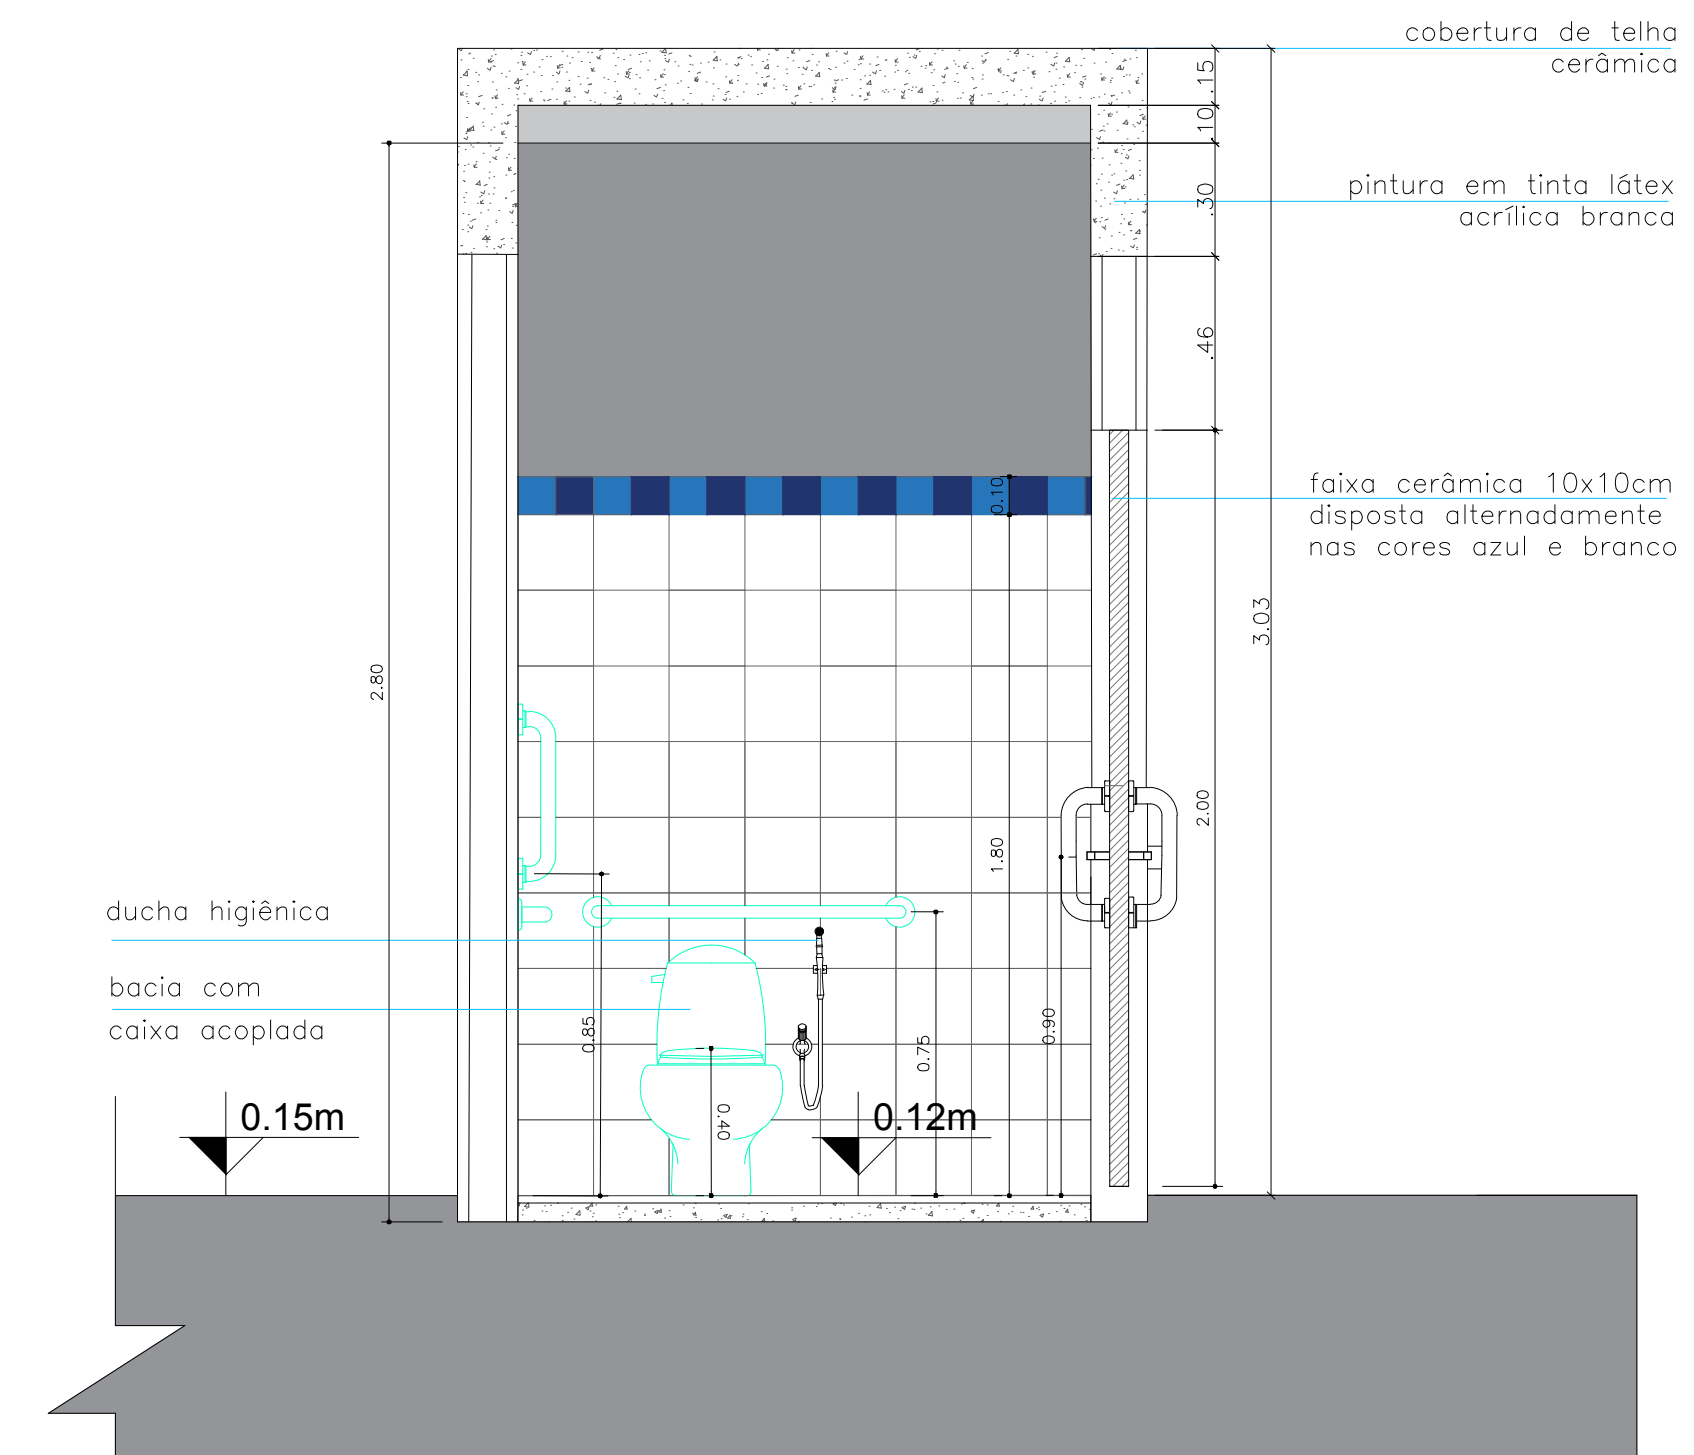 cobertura de telha
cerâmica
.15
.10
pintura em tinta látex
acrílica branca
.30
.46
faixa cerâmica 10x10cm
disposta alternadamente
nas cores azul e branco
0.10
3.03
2.80
2.00
1.80
ducha higiênica
bacia com
caixa acoplada
0.85
0.75
0.90
0.40
0.15m
0.12m